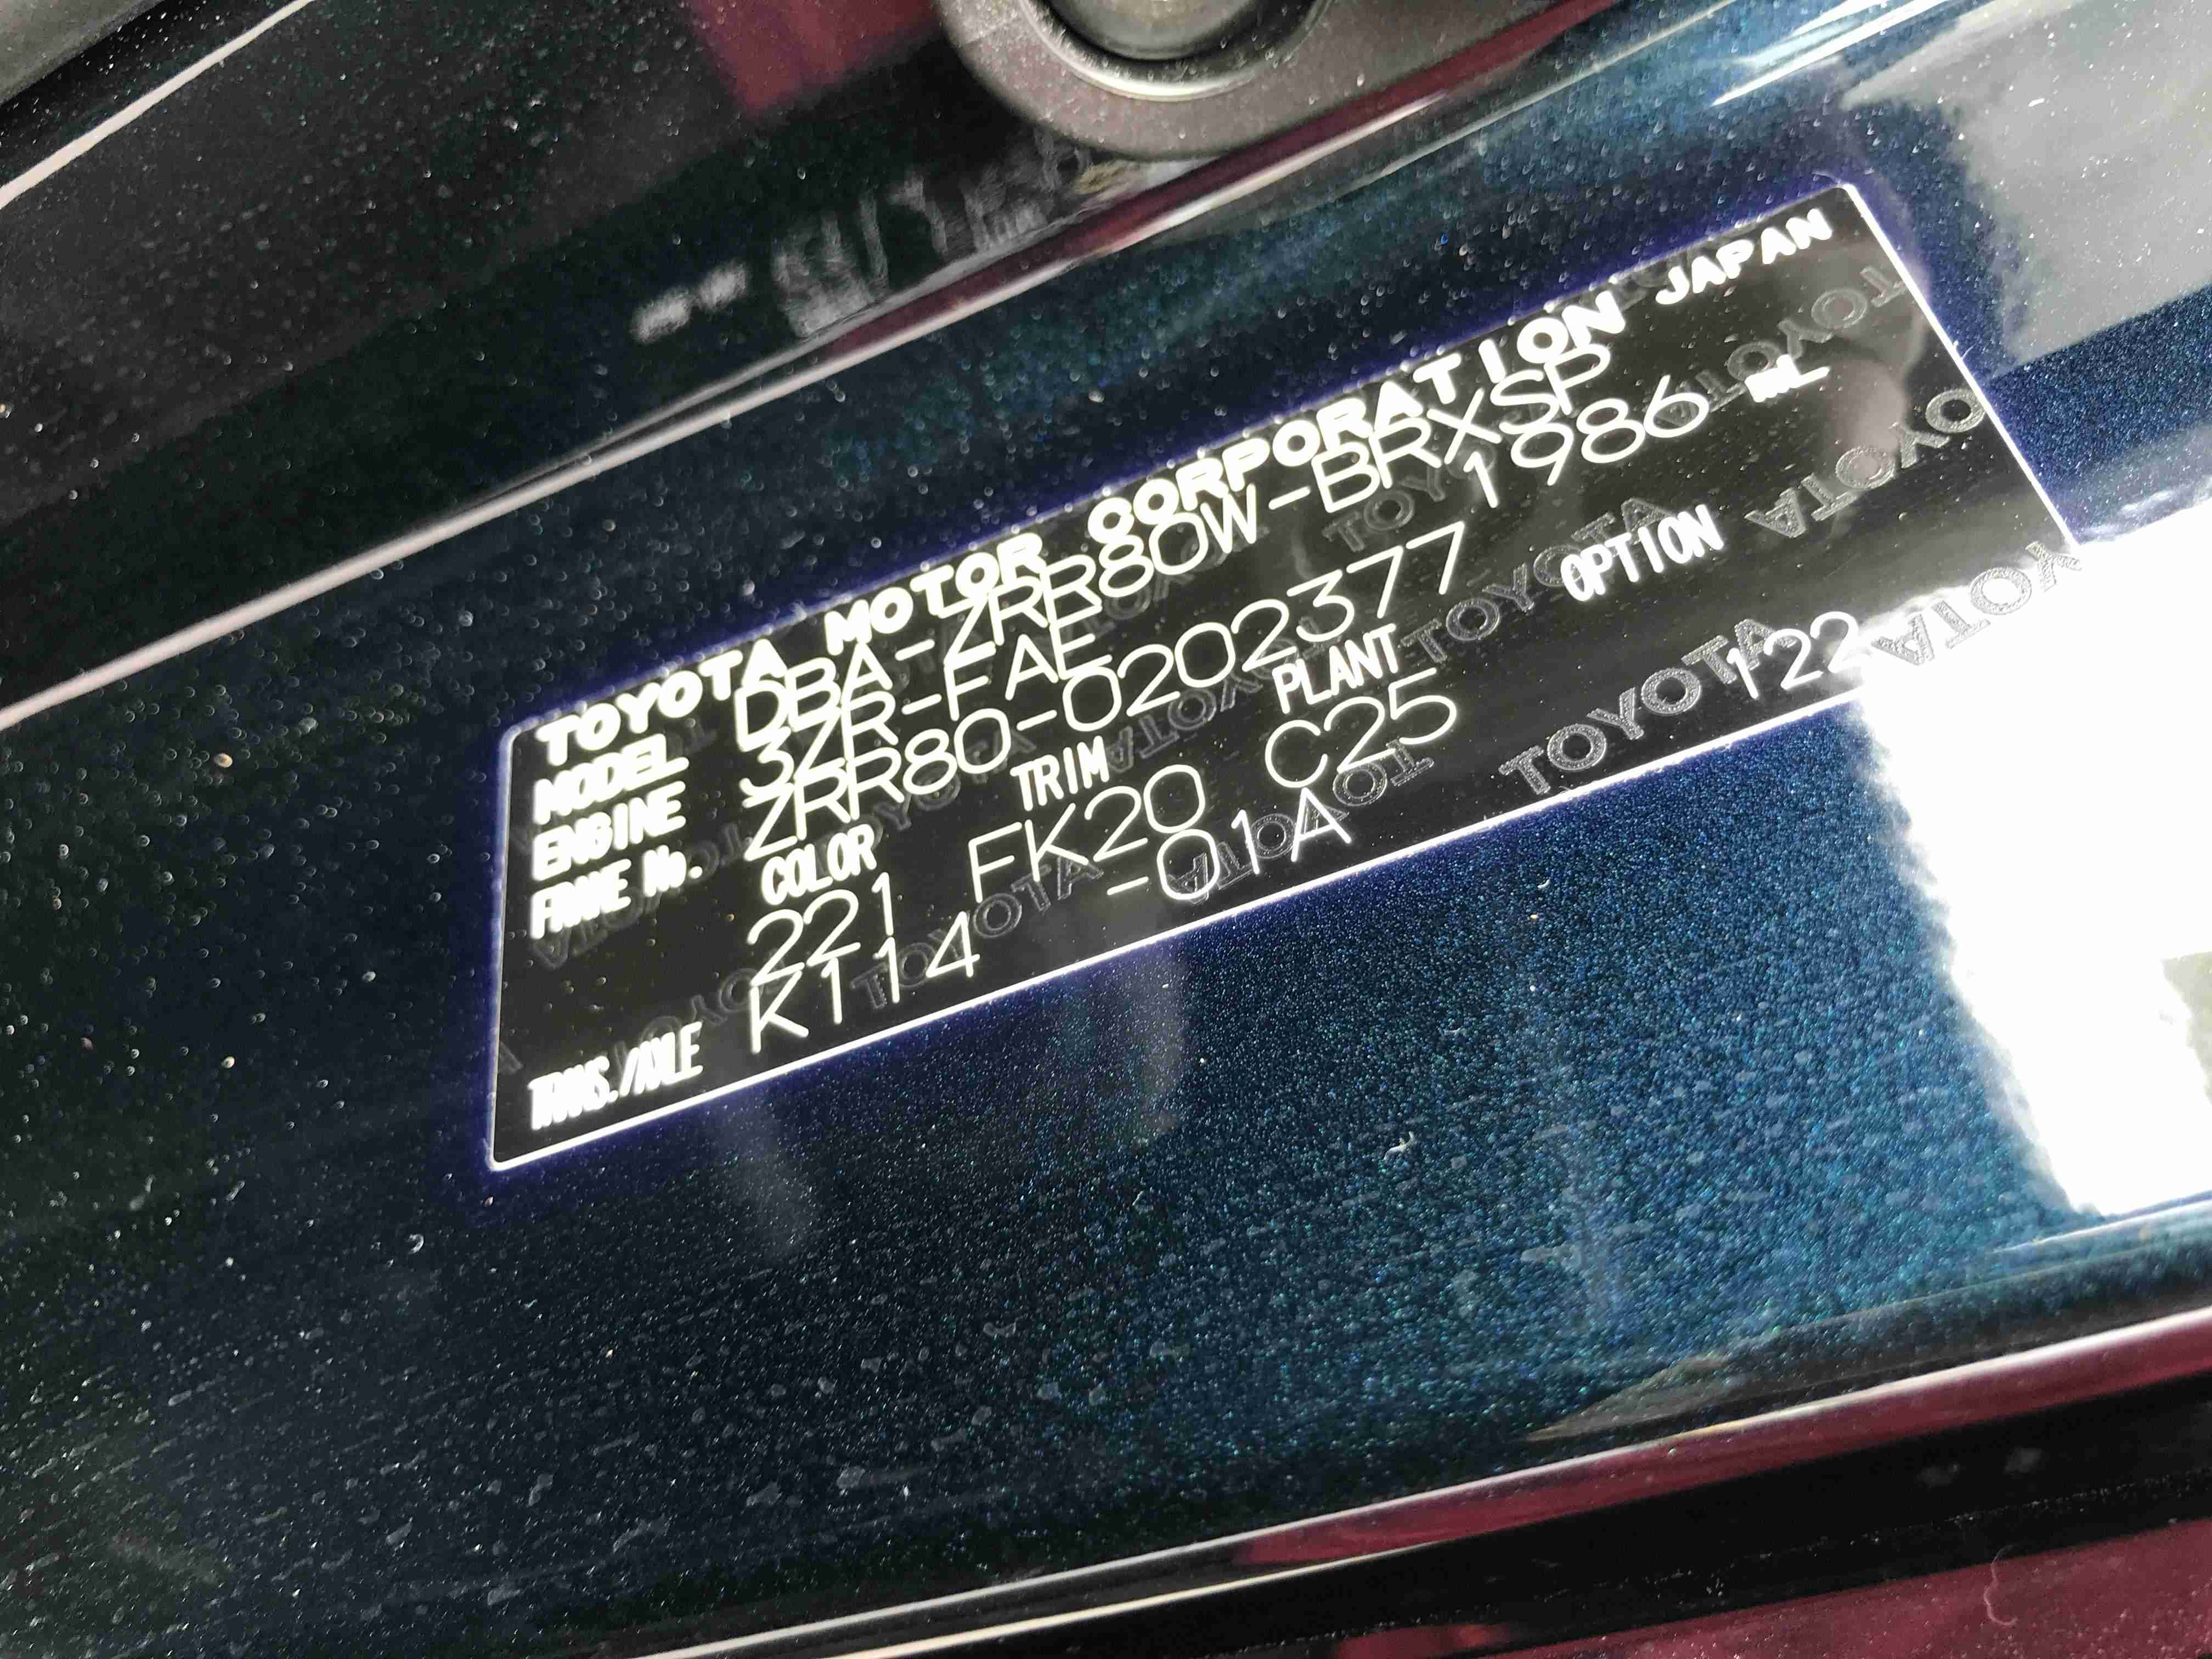 TOYOTA MOTOR CORPORATION JAPAN
MODEL DBA-ZRR80W-BRXSP
ENGINE 3ZR-FAE 1986 mL
FRAME No. ZRR80-0202377
COLOR TRIM PLANT OPTION
221 FK20 C25 122
TRANS./AXLE K114 -01A